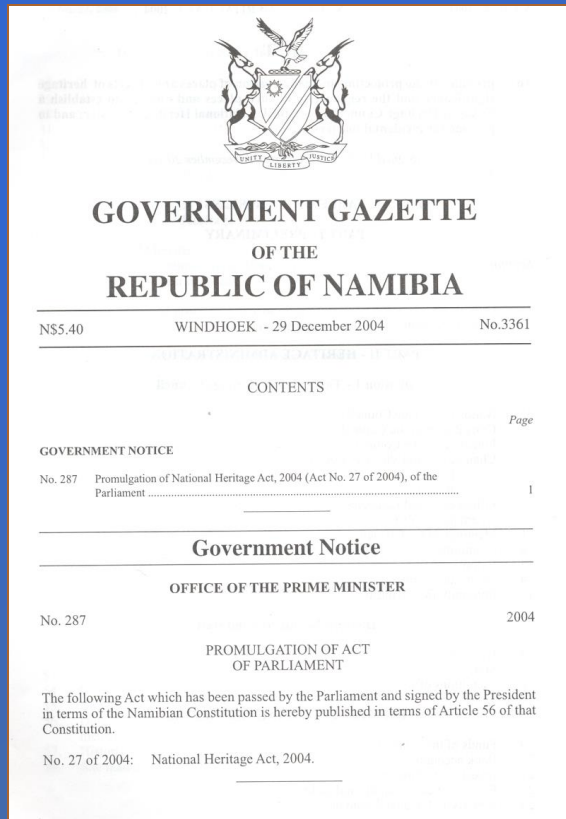 UNITY LIBERTY JUSTICE
GOVERNMENT GAZETTE
OF THE
REPUBLIC OF NAMIBIA
N$5.40 WINDHOEK - 29 December 2004 No.3361
CONTENTS
Page
GOVERNMENT NOTICE
No. 287 Promulgation of National Heritage Act, 2004 (Act No. 27 of 2004), of the
Parliament .......................................................................................................... 1
Government Notice
OFFICE OF THE PRIME MINISTER
No. 287 2004
PROMULGATION OF ACT
OF PARLIAMENT
The following Act which has been passed by the Parliament and signed by the President
in terms of the Namibian Constitution is hereby published in terms of Article 56 of that
Constitution.
No. 27 of 2004: National Heritage Act, 2004.